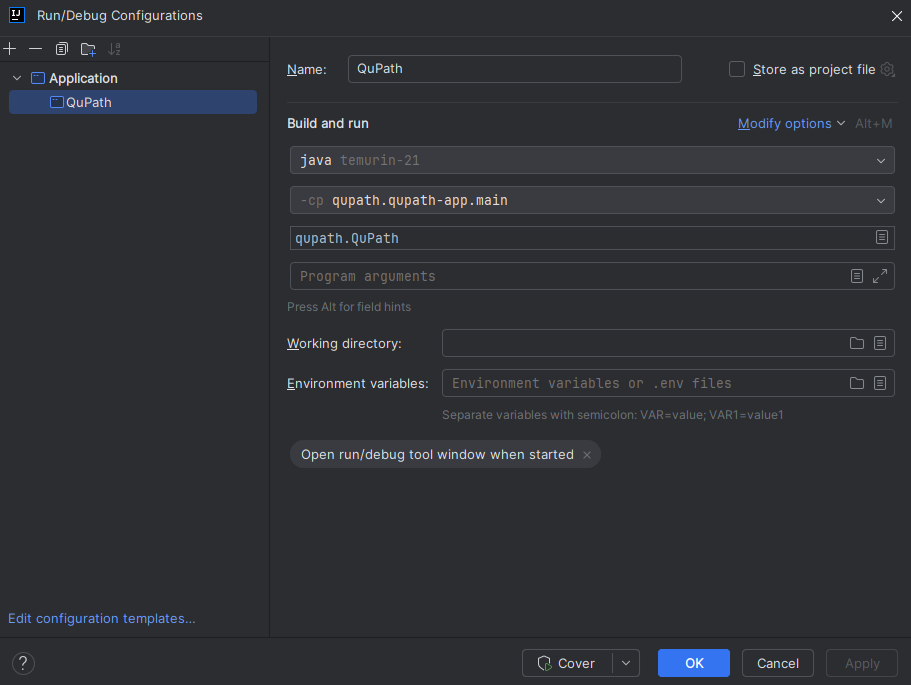 IJ Run/Debug Configurations
Application
QuPath
Name: QuPath Store as project file
Build and run Modify options Alt+M
java temurin-21
-cp qupath.qupath-app.main
qupath.QuPath
Program arguments
Press Alt for field hints
Working directory:
Environment variables: Environment variables or .env files
Separate variables with semicolon: VAR=value; VAR1=value1
Open run/debug tool window when started
Edit configuration templates...
? Cover OK Cancel Apply